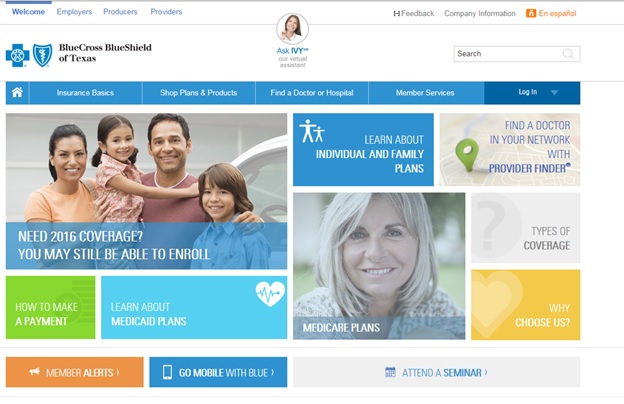 Welcome Employers Producers Providers
Feedback Company Information En español
BlueCross BlueShield
of Texas
Ask IVY℠
our virtual
assistant
Search
Insurance Basics Shop Plans & Products Find a Doctor or Hospital Member Services Log In
LEARN ABOUT
INDIVIDUAL AND FAMILY
PLANS
FIND A DOCTOR
IN YOUR NETWORK
WITH
PROVIDER FINDER®
NEED 2016 COVERAGE?
YOU MAY STILL BE ABLE TO ENROLL
TYPES OF
COVERAGE
MEDICARE PLANS
HOW TO MAKE
A PAYMENT
LEARN ABOUT
MEDICAID PLANS
WHY
CHOOSE US?
MEMBER ALERTS ›
GO MOBILE WITH BLUE ›
ATTEND A SEMINAR ›